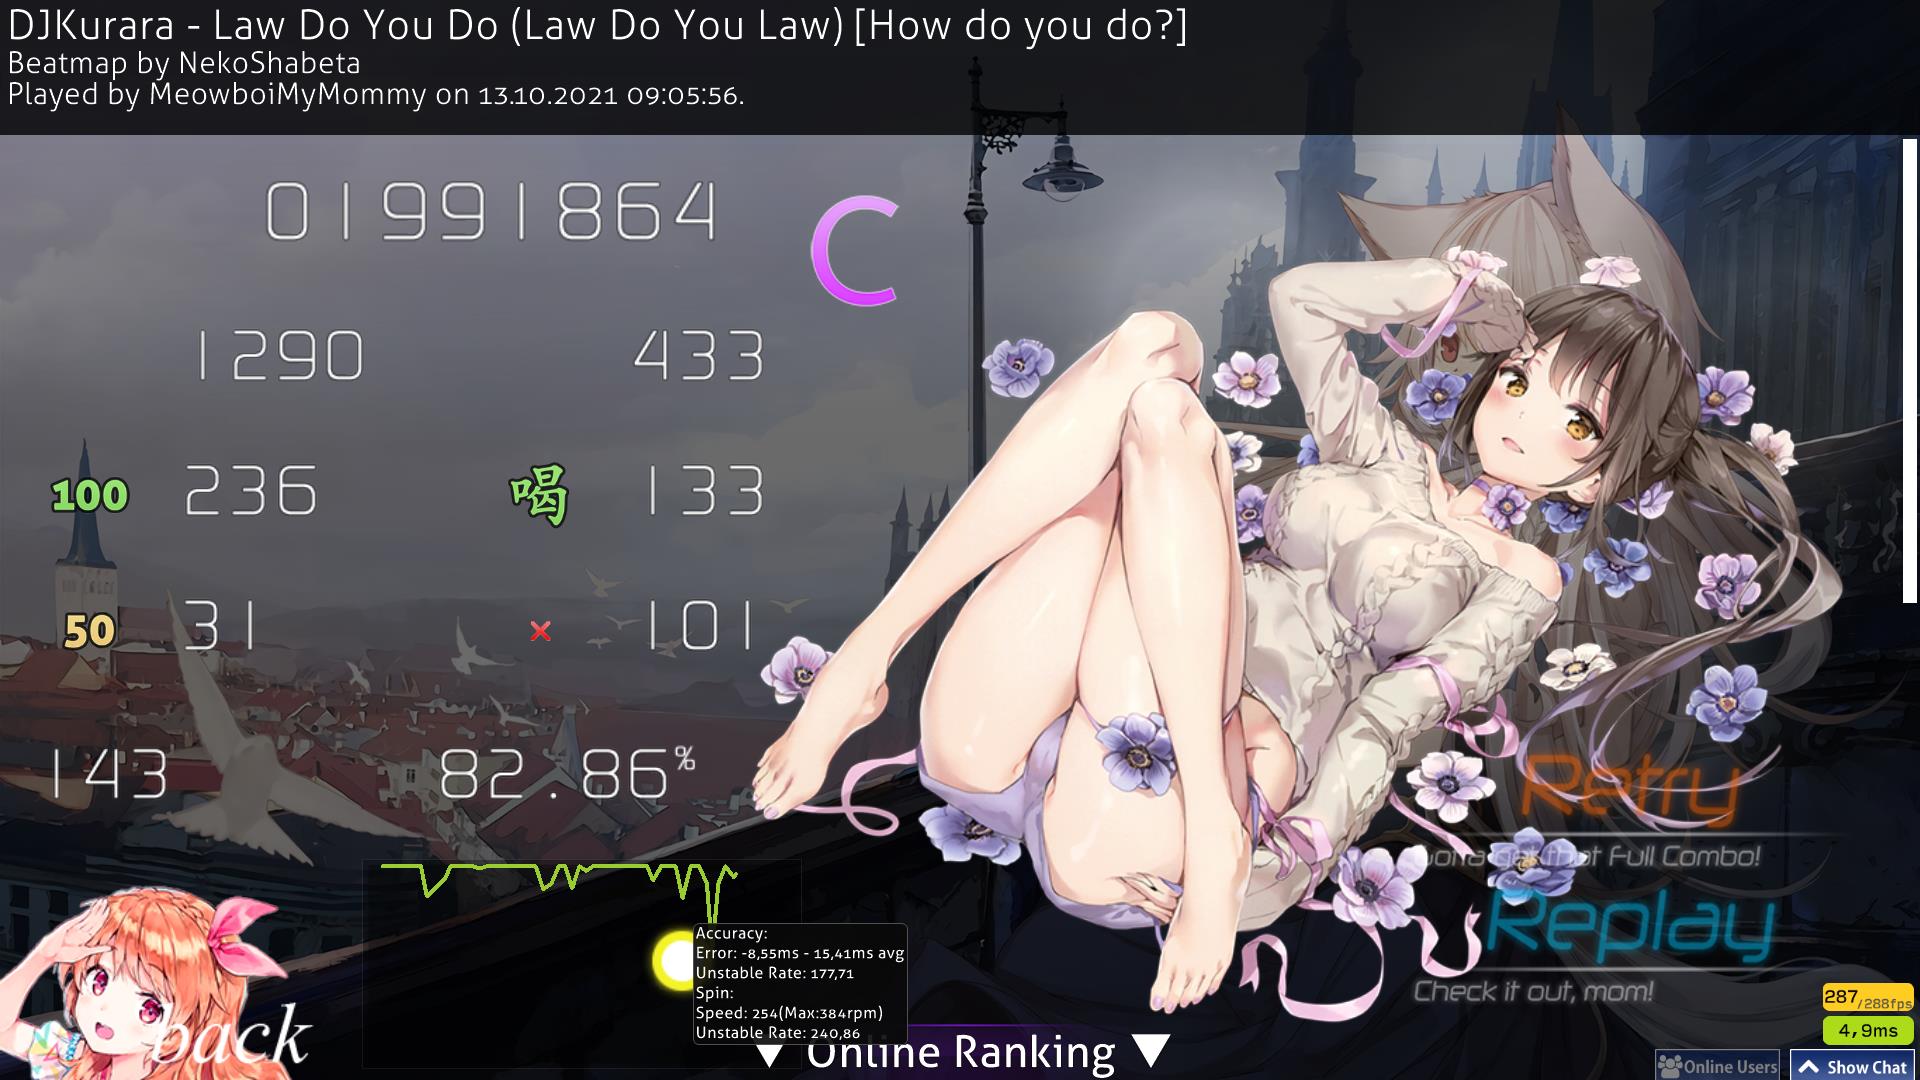 DJKurara - Law Do You Do (Law Do You Law) [How do you do?]
Beatmap by NekoShabeta
Played by MeowboiMyMommy on 13.10.2021 09:05:56.
01991864
C
1290
433
100
236
喝
133
50
31
101
143
82.86%
Retry
Gonna get that Full Combo!
Replay
Check it out, mom!
Accuracy:
Error: -8,55ms - 15,41ms avg
Unstable Rate: 177,71
Spin:
Speed: 254(Max:384rpm)
Unstable Rate: 240,86
back
Online Ranking
287/288fps
4,9ms
Online Users
Show Chat